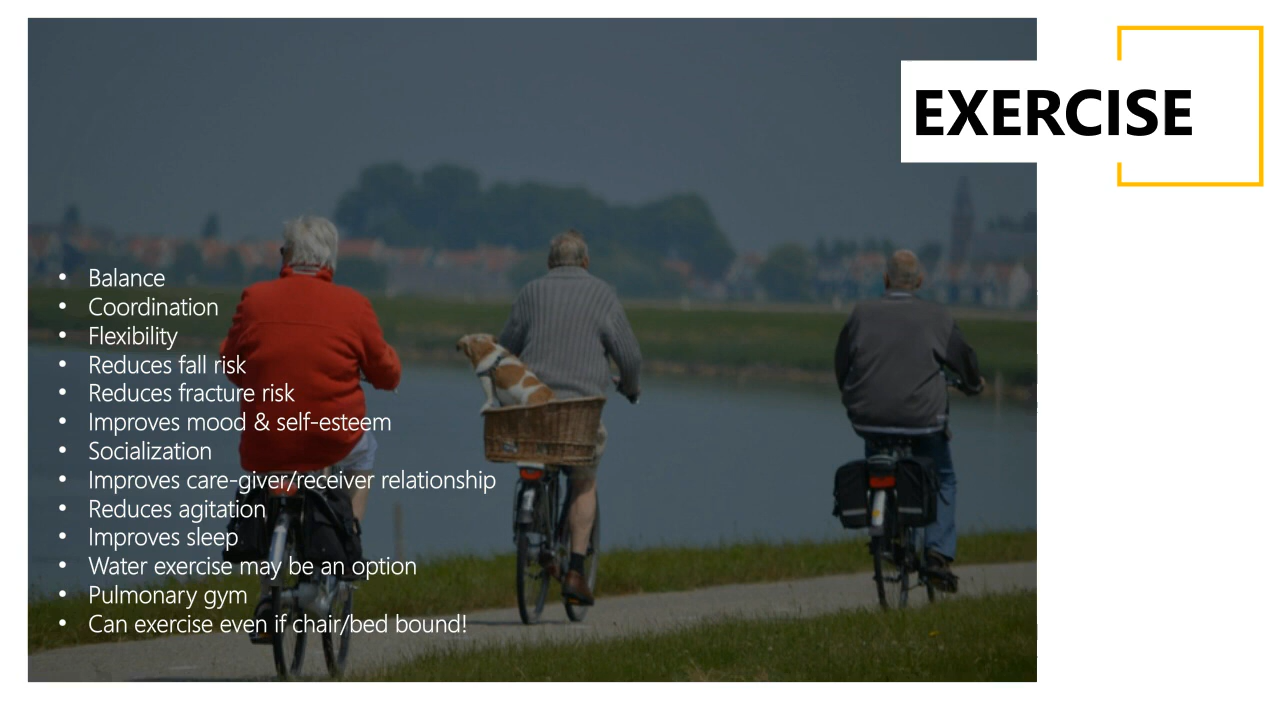 EXERCISE
• Balance
• Coordination
• Flexibility
• Reduces fall risk
• Reduces fracture risk
• Improves mood & self-esteem
• Socialization
• Improves care-giver/receiver relationship
• Reduces agitation
• Improves sleep
• Water exercise may be an option
• Pulmonary gym
• Can exercise even if chair/bed bound!